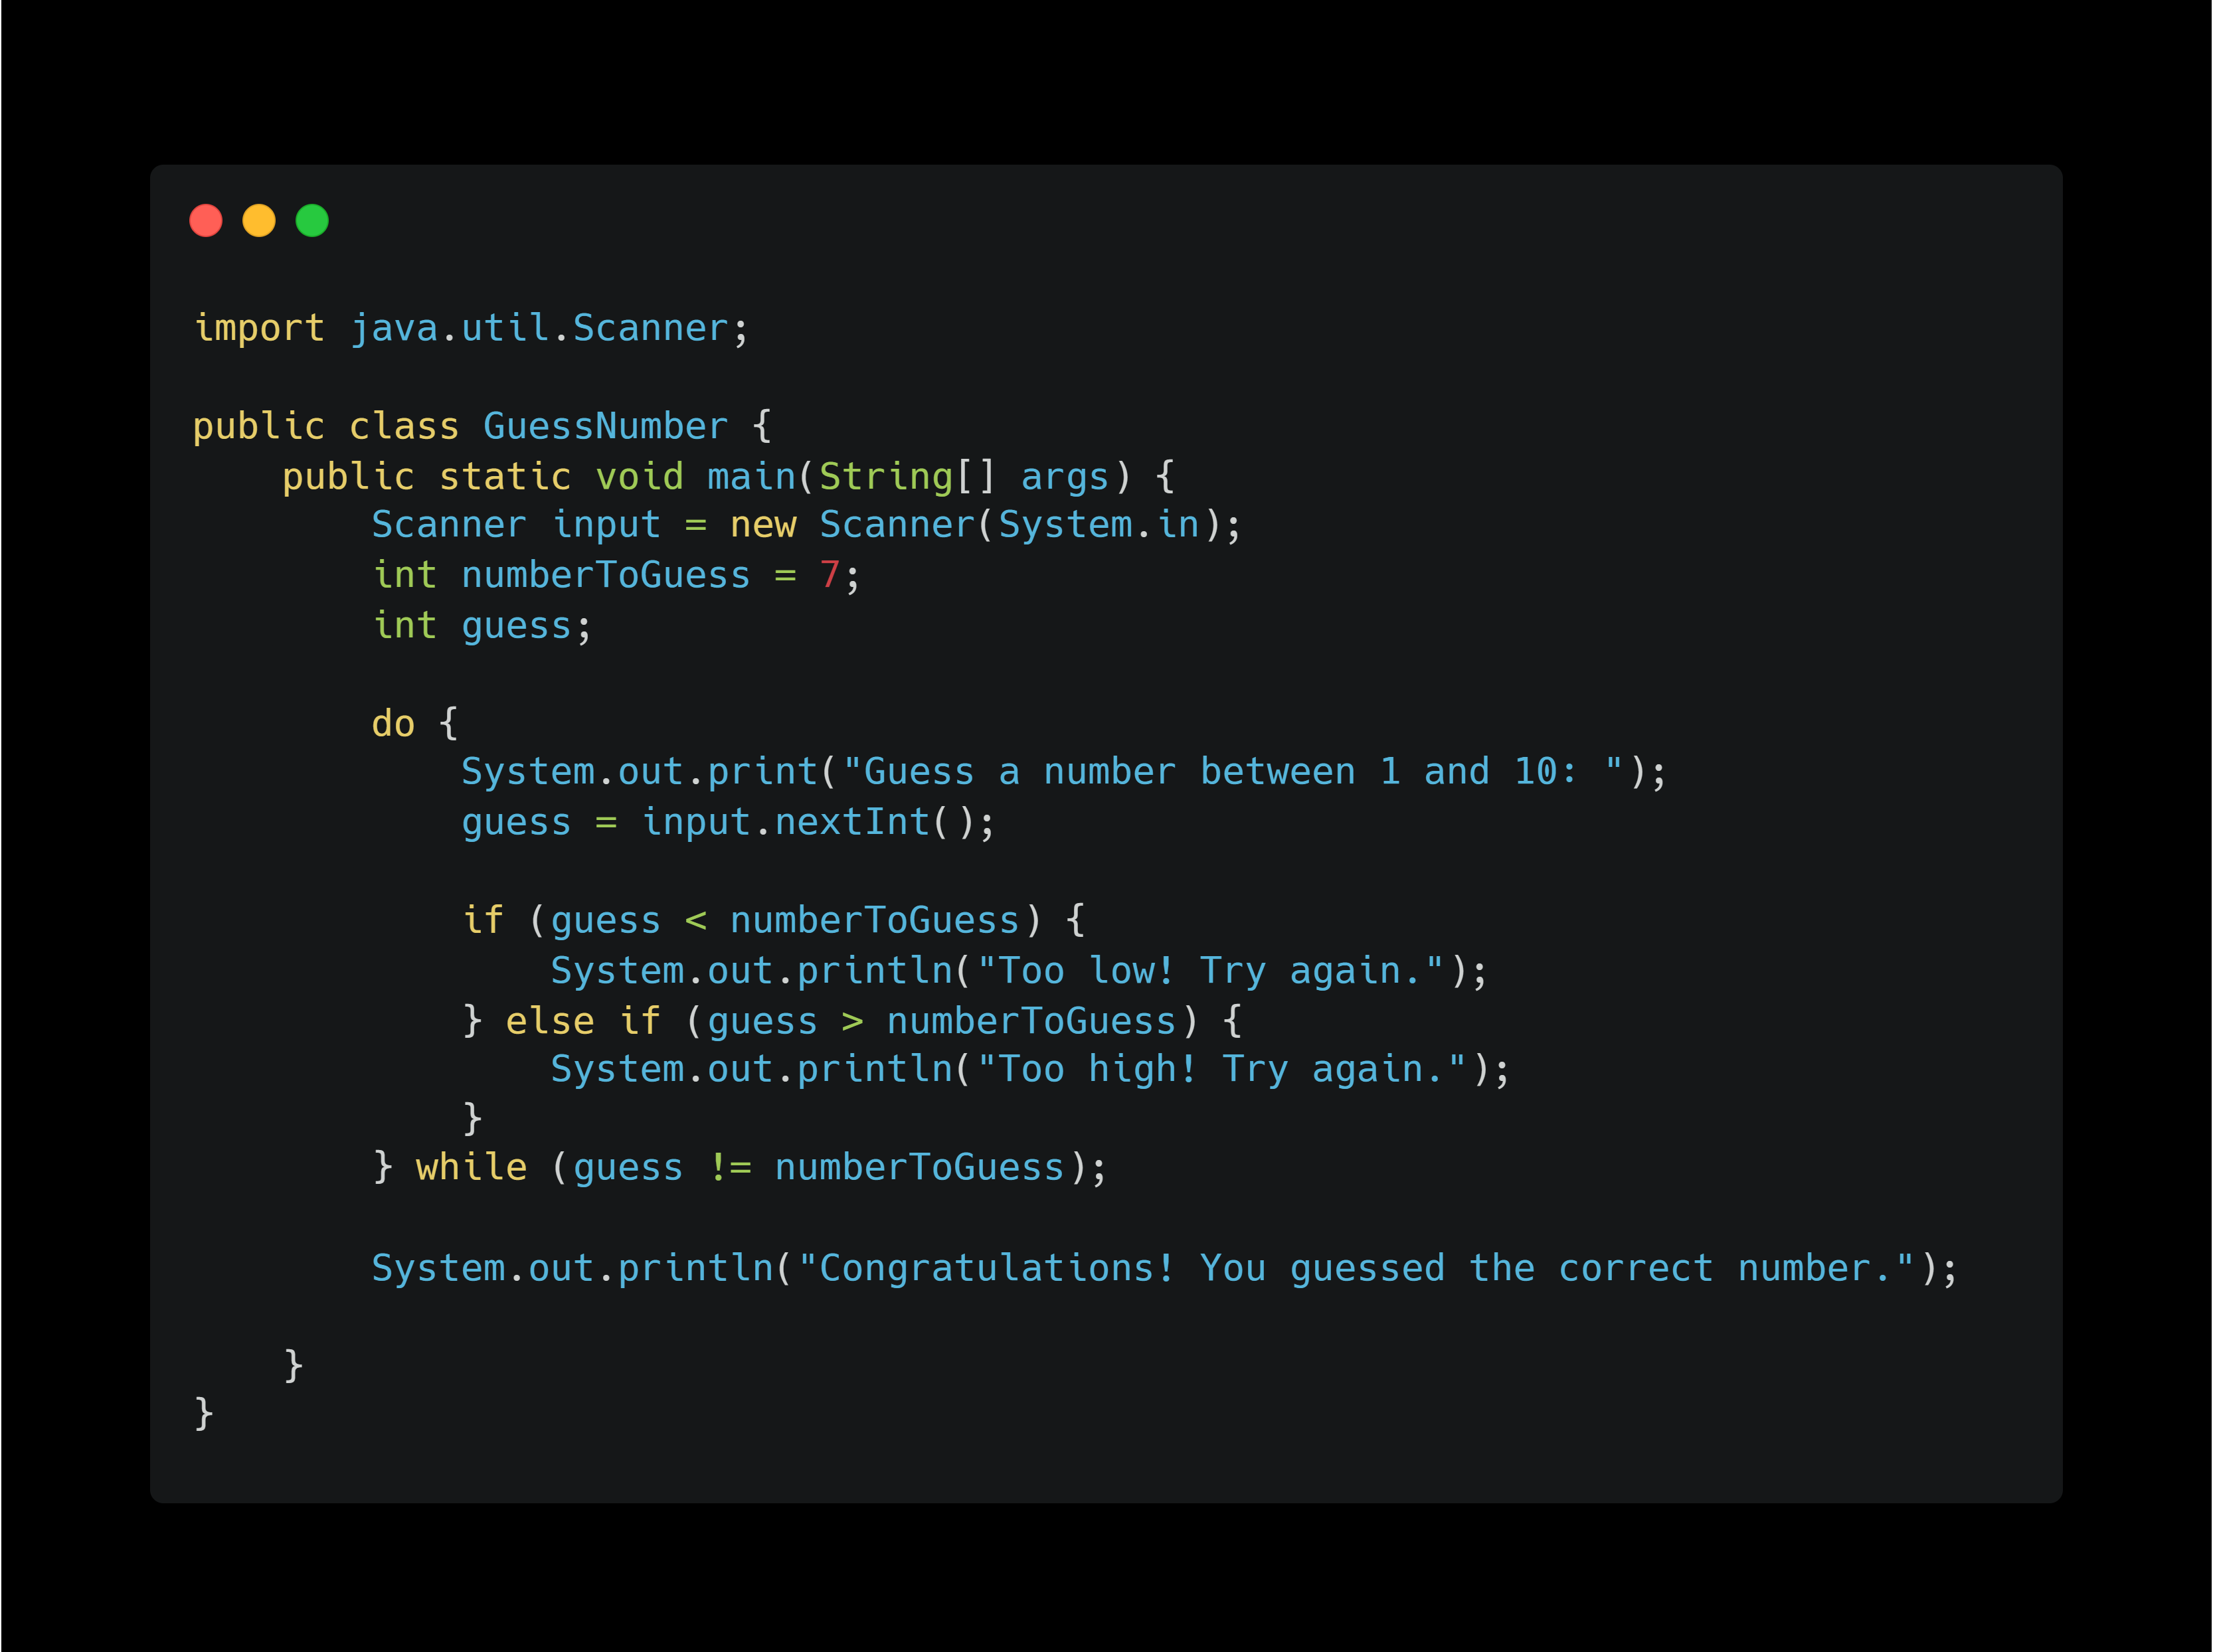 import java.util.Scanner;

public class GuessNumber {
    public static void main(String[] args) {
        Scanner input = new Scanner(System.in);
        int numberToGuess = 7;
        int guess;

        do {
            System.out.print("Guess a number between 1 and 10: ");
            guess = input.nextInt();

            if (guess < numberToGuess) {
                System.out.println("Too low! Try again.");
            } else if (guess > numberToGuess) {
                System.out.println("Too high! Try again.");
            }
        } while (guess != numberToGuess);

        System.out.println("Congratulations! You guessed the correct number.");

    }
}